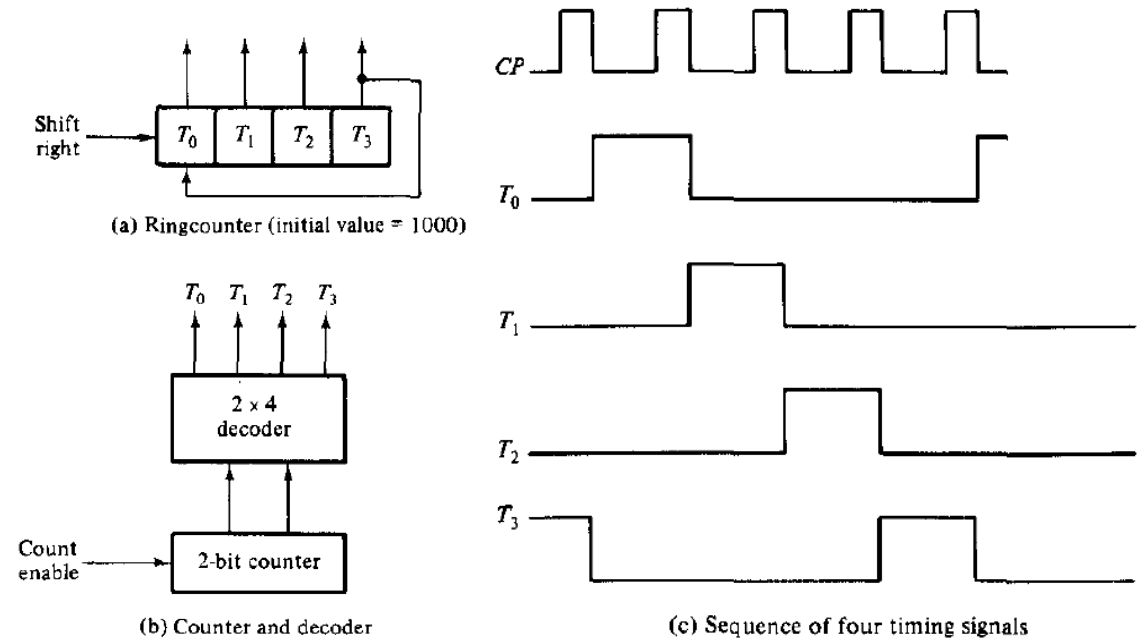 Shift
right
T₀ T₁ T₂ T₃
(a) Ringcounter (initial value = 1000)
T₀ T₁ T₂ T₃
2 × 4
decoder
Count
enable
2-bit counter
(b) Counter and decoder
CP
T₀
T₁
T₂
T₃
(c) Sequence of four timing signals